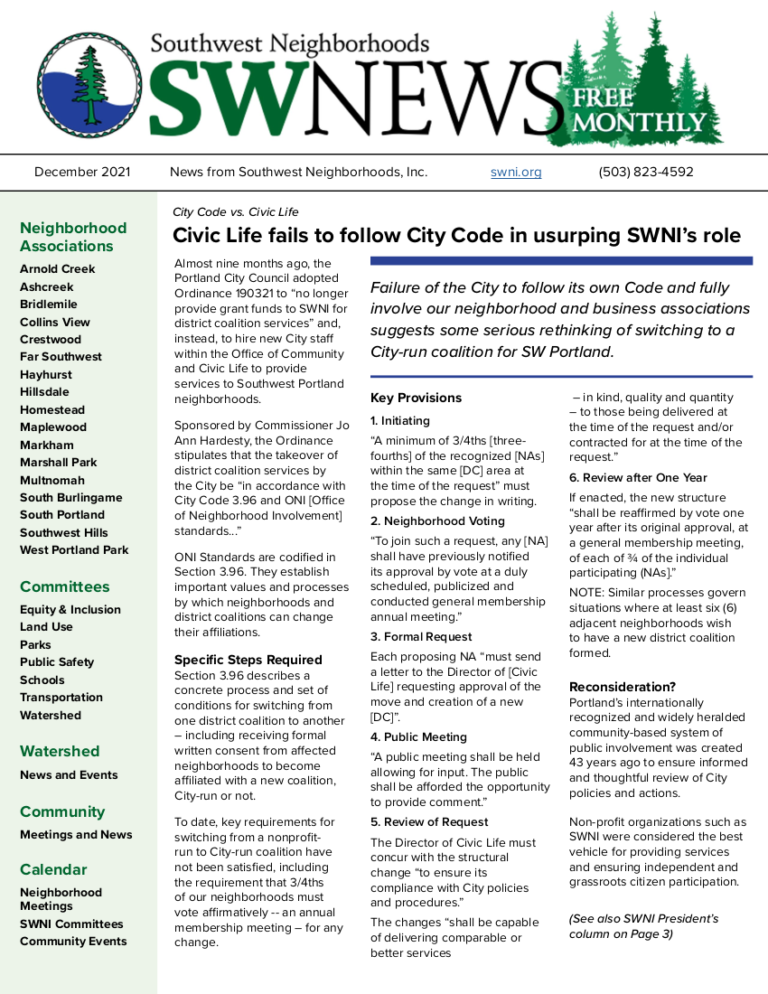 Southwest Neighborhoods
SWNEWS
FREE
MONTHLY
December 2021
News from Southwest Neighborhoods, Inc.
swni.org
(503) 823-4592
Neighborhood
Associations
Arnold Creek
Ashcreek
Bridlemile
Collins View
Crestwood
Far Southwest
Hayhurst
Hillsdale
Homestead
Maplewood
Markham
Marshall Park
Multnomah
South Burlingame
South Portland
Southwest Hills
West Portland Park
Committees
Equity & Inclusion
Land Use
Parks
Public Safety
Schools
Transportation
Watershed
Watershed
News and Events
Community
Meetings and News
Calendar
Neighborhood
Meetings
SWNI Committees
Community Events
City Code vs. Civic Life
Civic Life fails to follow City Code in usurping SWNI's role
Almost nine months ago, the
Portland City Council adopted
Ordinance 190321 to "no longer
provide grant funds to SWNI for
district coalition services" and,
instead, to hire new City staff
within the Office of Community
and Civic Life to provide
services to Southwest Portland
neighborhoods.
Sponsored by Commissioner Jo
Ann Hardesty, the Ordinance
stipulates that the takeover of
district coalition services by
the City be "in accordance with
City Code 3.96 and ONI [Office
of Neighborhood Involvement]
standards..."
ONI Standards are codified in
Section 3.96. They establish
important values and processes
by which neighborhoods and
district coalitions can change
their affiliations.
Specific Steps Required
Section 3.96 describes a
concrete process and set of
conditions for switching from
one district coalition to another
– including receiving formal
written consent from affected
neighborhoods to become
affiliated with a new coalition,
City-run or not.
To date, key requirements for
switching from a nonprofit-
run to City-run coalition have
not been satisfied, including
the requirement that 3/4ths
of our neighborhoods must
vote affirmatively -- an annual
membership meeting – for any
change.
Failure of the City to follow its own Code and fully
involve our neighborhood and business associations
suggests some serious rethinking of switching to a
City-run coalition for SW Portland.
Key Provisions
1. Initiating
"A minimum of 3/4ths [three-
fourths] of the recognized [NAs]
within the same [DC] area at
the time of the request" must
propose the change in writing.
2. Neighborhood Voting
"To join such a request, any [NA]
shall have previously notified
its approval by vote at a duly
scheduled, publicized and
conducted general membership
annual meeting."
3. Formal Request
Each proposing NA "must send
a letter to the Director of [Civic
Life] requesting approval of the
move and creation of a new
[DC]".
4. Public Meeting
"A public meeting shall be held
allowing for input. The public
shall be afforded the opportunity
to provide comment."
5. Review of Request
The Director of Civic Life must
concur with the structural
change "to ensure its
compliance with City policies
and procedures."
The changes "shall be capable
of delivering comparable or
better services
– in kind, quality and quantity
– to those being delivered at
the time of the request and/or
contracted for at the time of the
request."
6. Review after One Year
If enacted, the new structure
"shall be reaffirmed by vote one
year after its original approval, at
a general membership meeting,
of each of ¾ of the individual
participating (NAs]."
NOTE: Similar processes govern
situations where at least six (6)
adjacent neighborhoods wish
to have a new district coalition
formed.
Reconsideration?
Portland's internationally
recognized and widely heralded
community-based system of
public involvement was created
43 years ago to ensure informed
and thoughtful review of City
policies and actions.
Non-profit organizations such as
SWNI were considered the best
vehicle for providing services
and ensuring independent and
grassroots citizen participation.
(See also SWNI President's
column on Page 3)